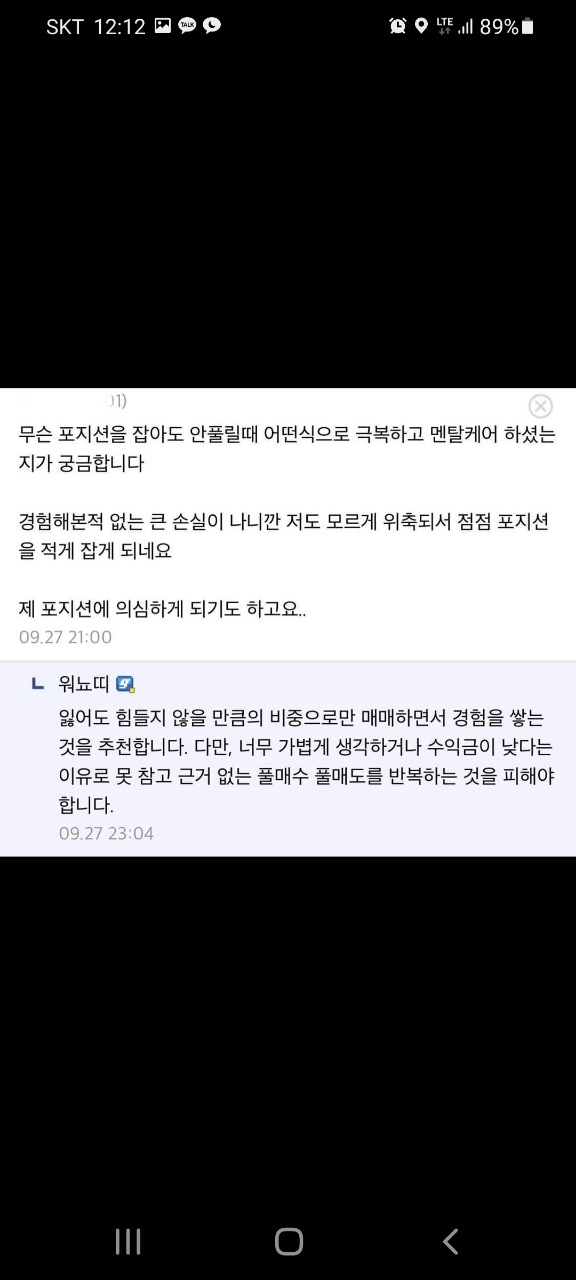 SKT 12:12
TALK
LTE
89%
01)
무슨 포지션을 잡아도 안풀릴때 어떤식으로 극복하고 멘탈케어 하셨는
지가 궁금합니다
경험해본적 없는 큰 손실이 나니깐 저도 모르게 위축되서 점점 포지션
을 적게 잡게 되네요
제 포지션에 의심하게 되기도 하고요..
09.27 21:00
워뇨띠
잃어도 힘들지 않을 만큼의 비중으로만 매매하면서 경험을 쌓는
것을 추천합니다. 다만, 너무 가볍게 생각하거나 수익금이 낮다는
이유로 못 참고 근거 없는 풀매수 풀매도를 반복하는 것을 피해야
합니다.
09.27 23:04